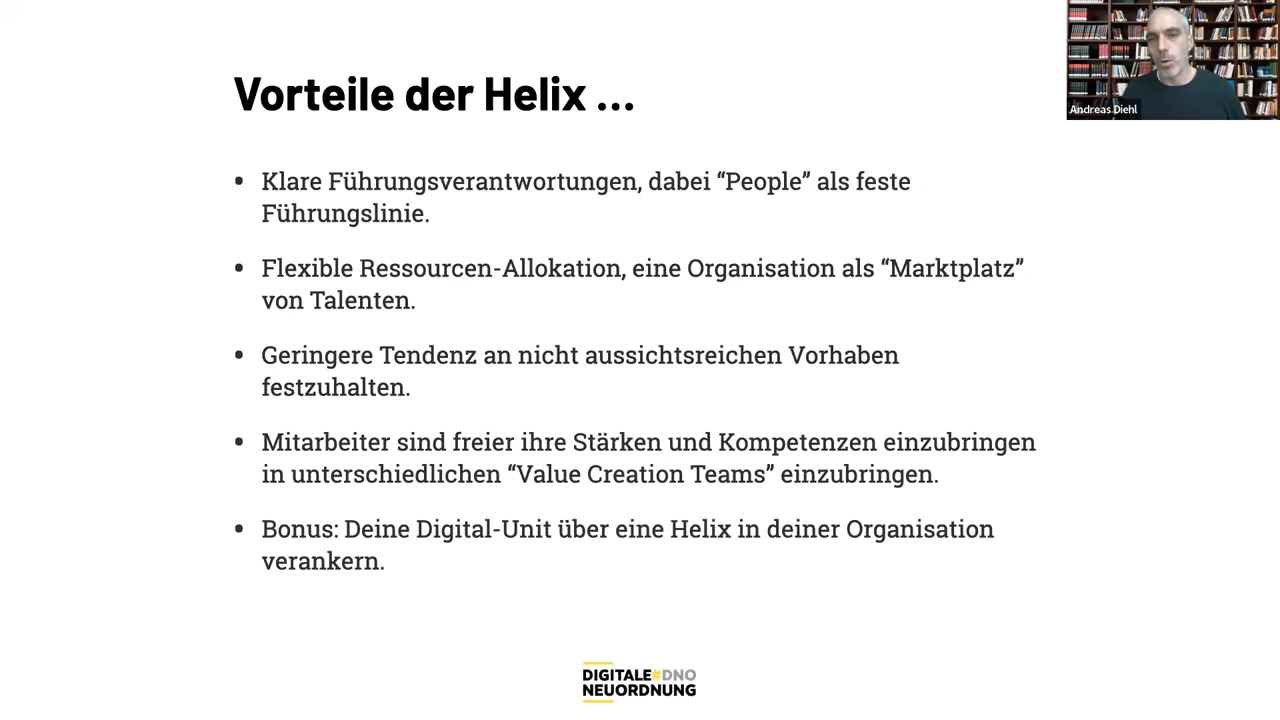 Vorteile der Helix ...
Andreas Diehl
• Klare Führungsverantwortungen, dabei “People” als feste
Führungslinie.
• Flexible Ressourcen-Allokation, eine Organisation als “Marktplatz”
von Talenten.
• Geringere Tendenz an nicht aussichtsreichen Vorhaben
festzuhalten.
• Mitarbeiter sind freier ihre Stärken und Kompetenzen einzubringen
in unterschiedlichen “Value Creation Teams” einzubringen.
• Bonus: Deine Digital-Unit über eine Helix in deiner Organisation
verankern.
DIGITALE#DNO
NEUORDNUNG